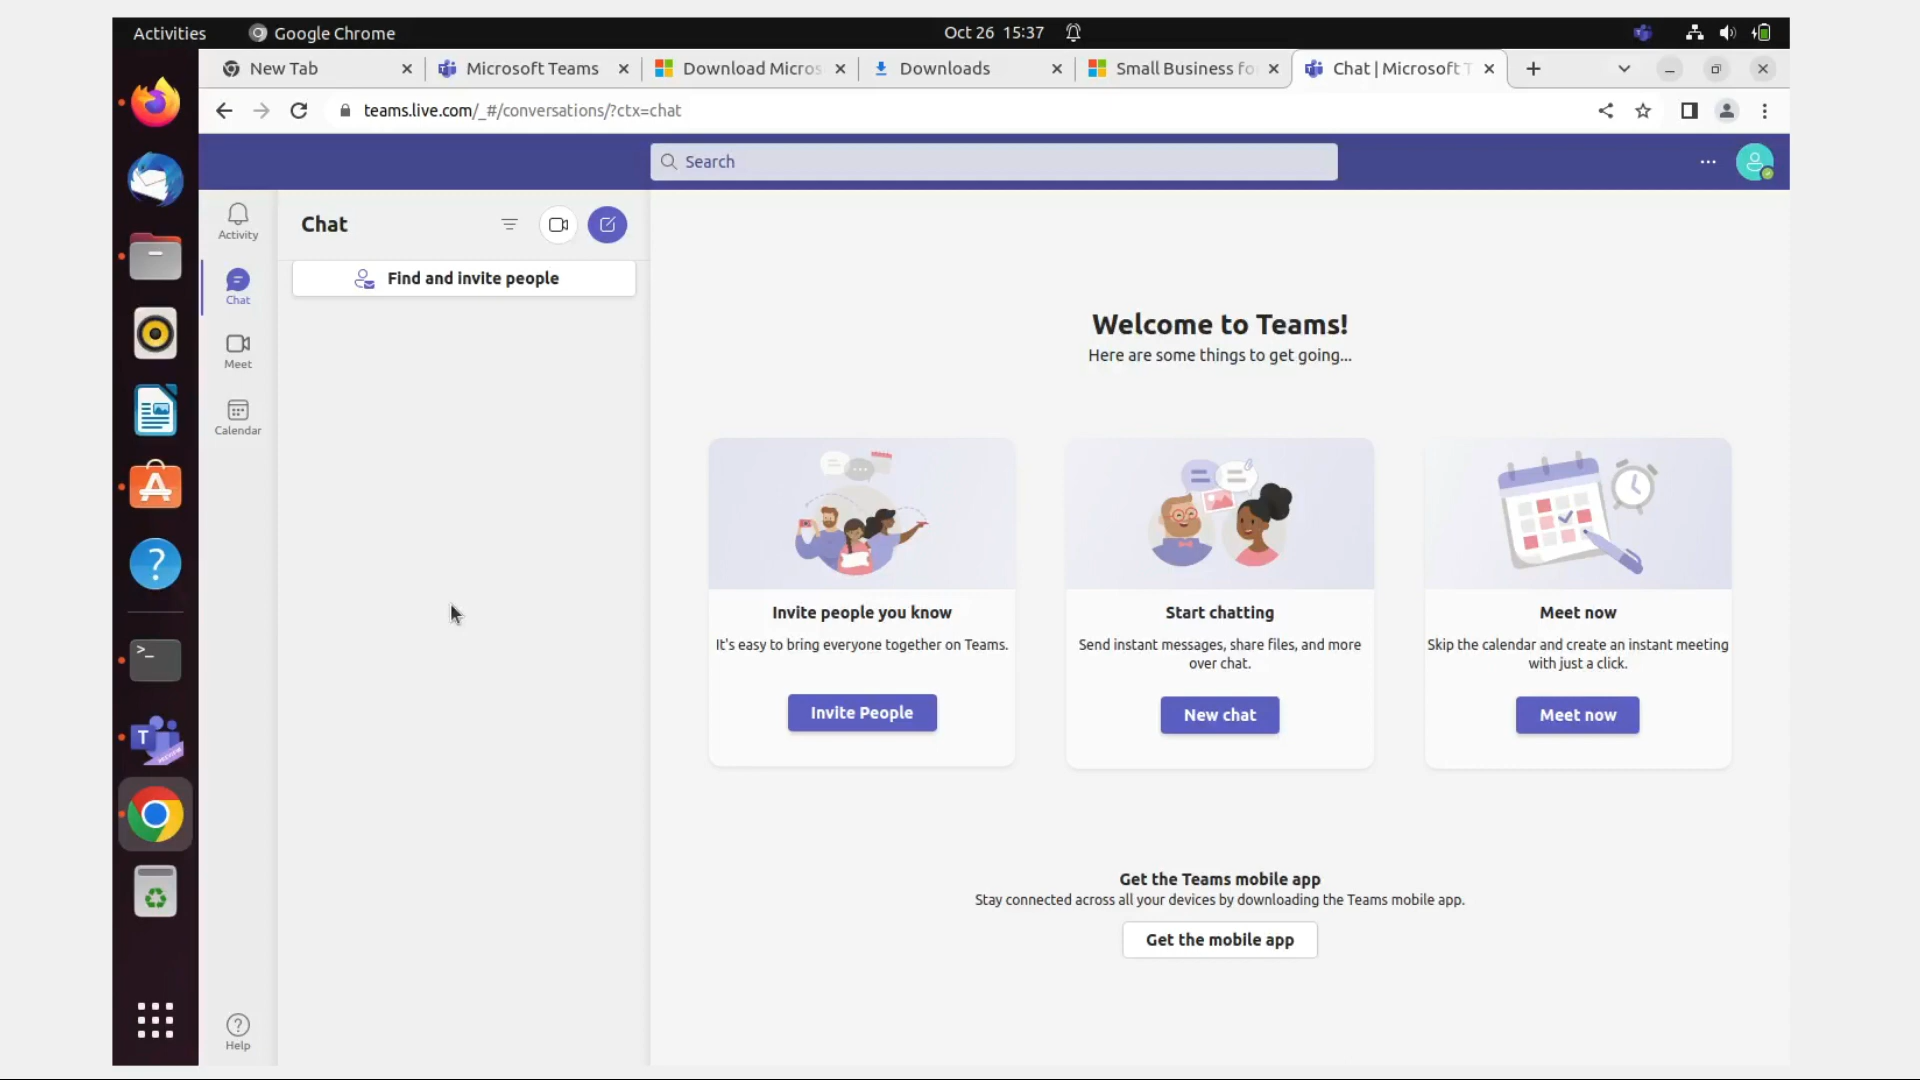 Activities
Google Chrome
Oct 26 15:37
New Tab
Microsoft Teams
Download Micros
Downloads
Small Business fo
Chat | Microsoft T
teams.live.com/_#/conversations/?ctx=chat
Search
Activity
Chat
Meet
Calendar
Help
Chat
Find and invite people
Welcome to Teams!
Here are some things to get going...
Invite people you know
It's easy to bring everyone together on Teams.
Invite People
Start chatting
Send instant messages, share files, and more
over chat.
New chat
Meet now
Skip the calendar and create an instant meeting
with just a click.
Meet now
Get the Teams mobile app
Stay connected across all your devices by downloading the Teams mobile app.
Get the mobile app